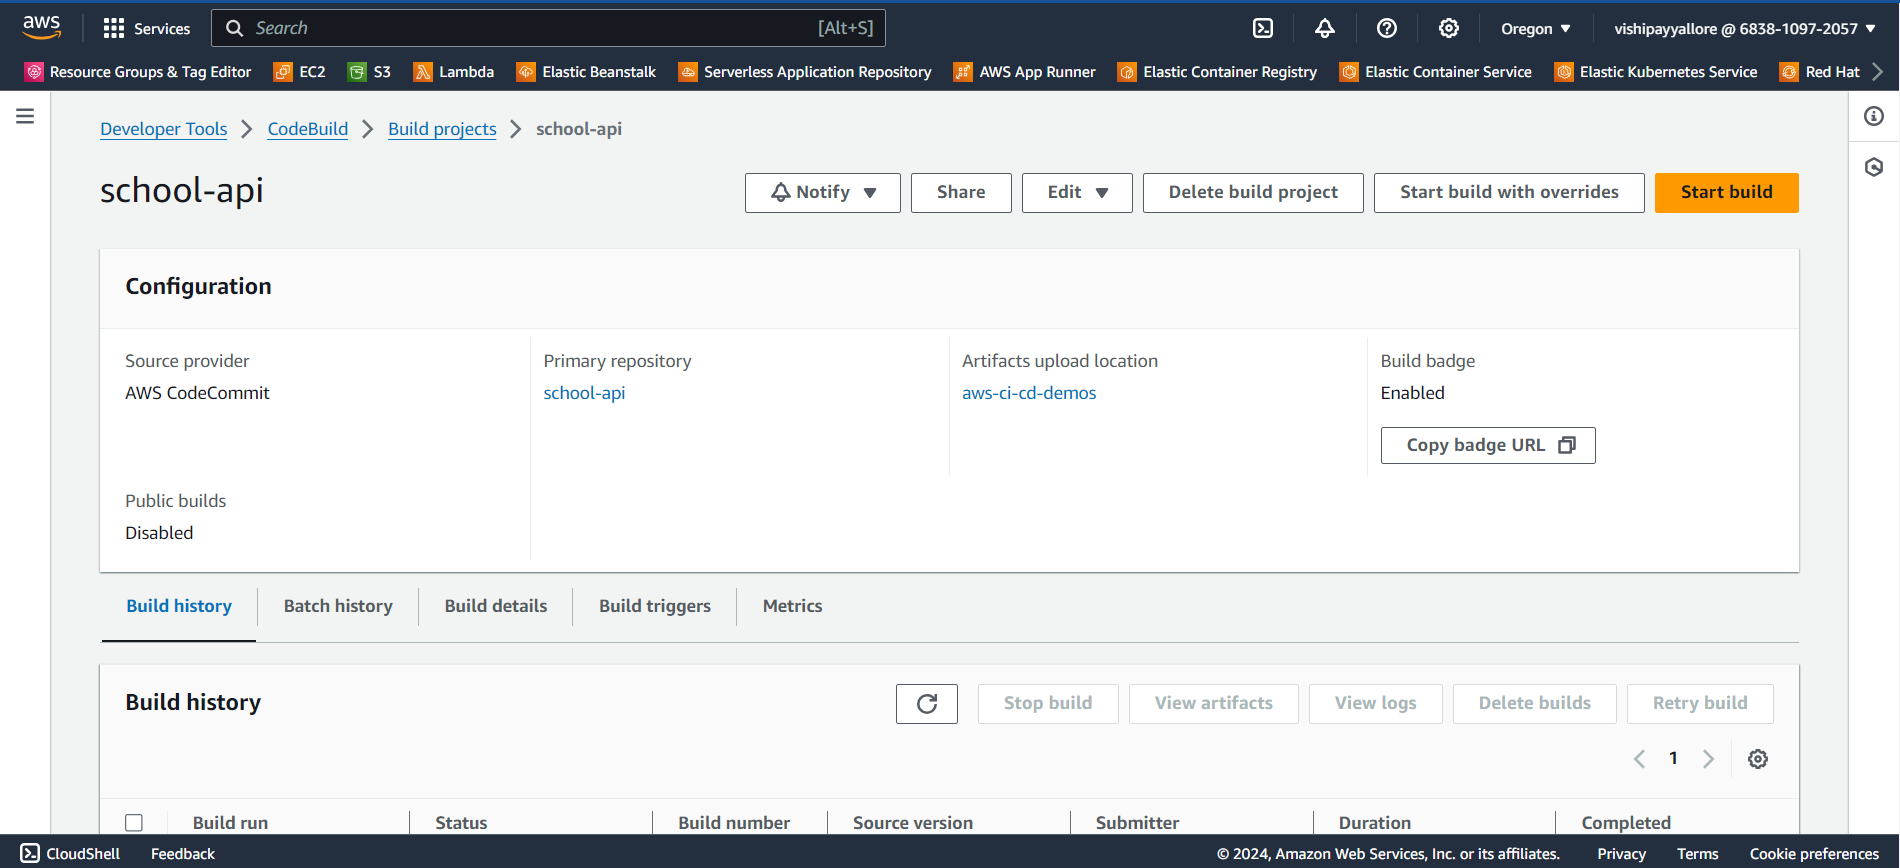 aws Services Search [Alt+S] Oregon ▼ vishipayyallore @ 6838-1097-2057 ▼
Resource Groups & Tag Editor EC2 S3 Lambda Elastic Beanstalk Serverless Application Repository AWS App Runner Elastic Container Registry Elastic Container Service Elastic Kubernetes Service Red Hat
Developer Tools > CodeBuild > Build projects > school-api
school-api Notify ▼ Share Edit ▼ Delete build project Start build with overrides Start build
Configuration
Source provider Primary repository Artifacts upload location Build badge
AWS CodeCommit school-api aws-ci-cd-demos Enabled
Copy badge URL
Public builds
Disabled
Build history Batch history Build details Build triggers Metrics
Build history Stop build View artifacts View logs Delete builds Retry build
< 1 >
Build run Status Build number Source version Submitter Duration Completed
CloudShell Feedback © 2024, Amazon Web Services, Inc. or its affiliates. Privacy Terms Cookie preferences